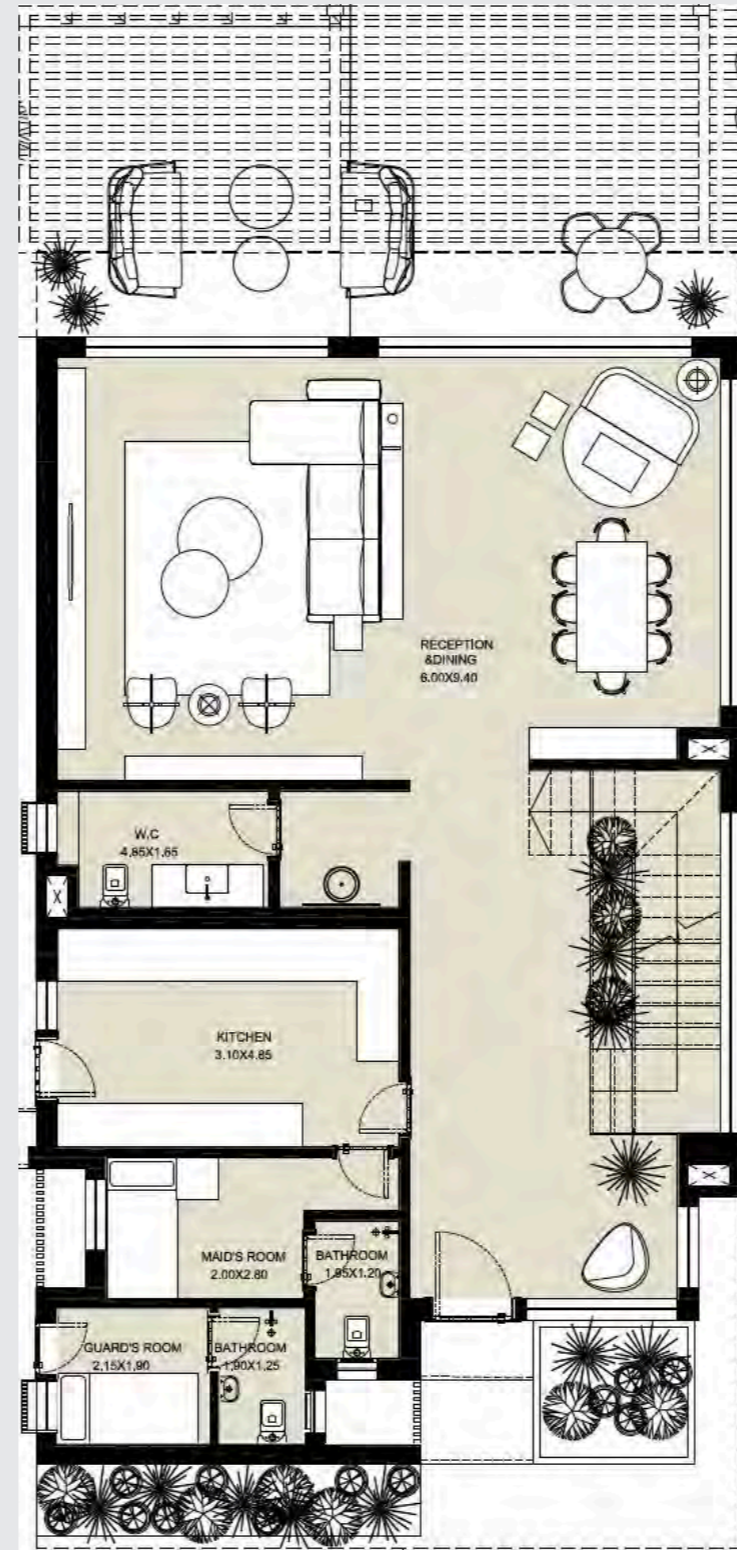 RECEPTION
&DINING
6.00X9.40
W.C
4.85X1.65
KITCHEN
3.10X4.85
MAID'S ROOM
2.00X2.80
BATHROOM
1.95X1.20
GUARD'S ROOM
2.15X1.90
BATHROOM
1.90X1.25